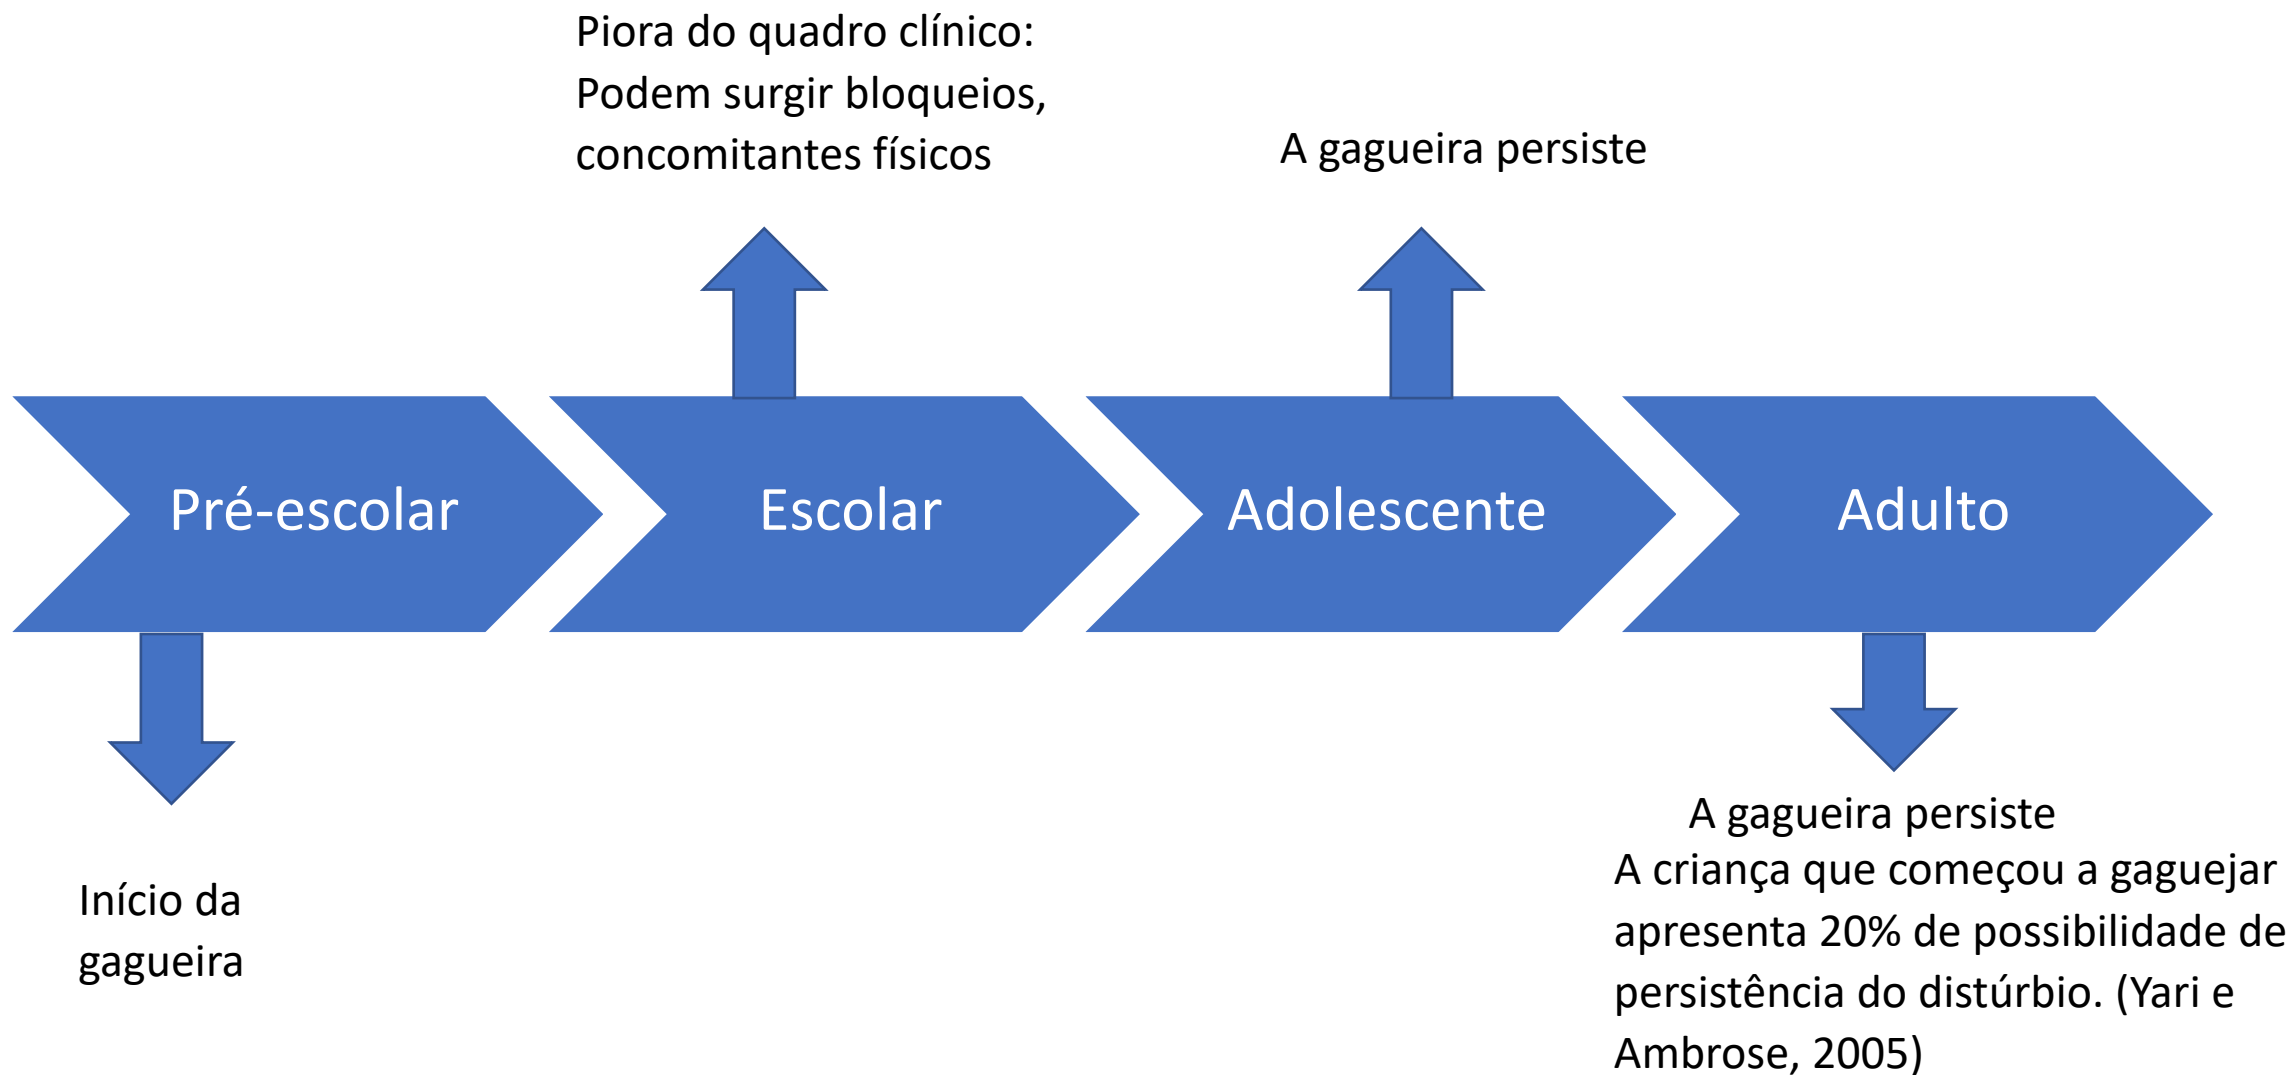 Piora do quadro clínico:
Podem surgir bloqueios,
concomitantes físicos
A gagueira persiste
Pré-escolar
Escolar
Adolescente
Adulto
Início da
gagueira
A gagueira persiste
A criança que começou a gaguejar
apresenta 20% de possibilidade de
persistência do distúrbio. (Yari e
Ambrose, 2005)